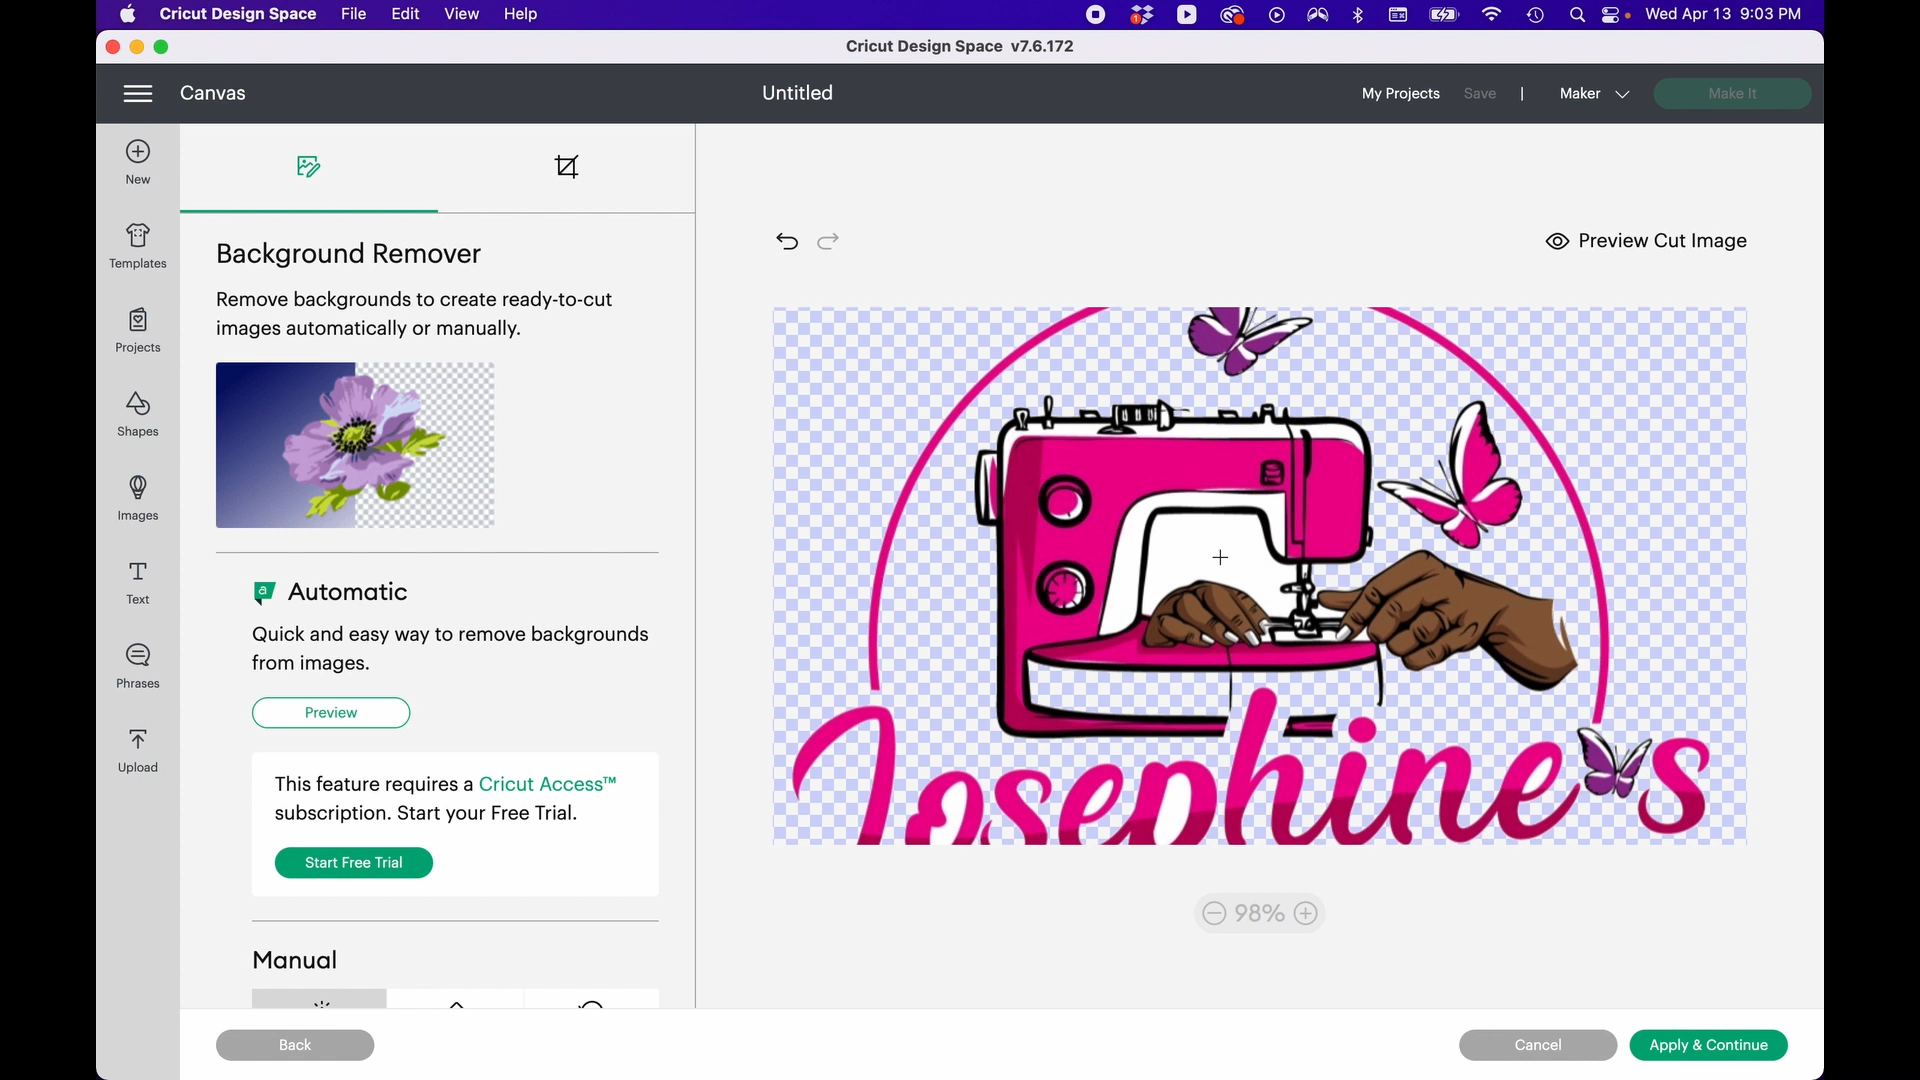 Cricut Design Space File Edit View Help Wed Apr 13 9:03 PM
Cricut Design Space v7.6.172
Canvas Untitled My Projects Save | Maker Make It
New
Templates
Projects
Shapes
Images
Text
Phrases
Upload
Background Remover
Remove backgrounds to create ready-to-cut
images automatically or manually.
a Automatic
Quick and easy way to remove backgrounds
from images.
Preview
This feature requires a Cricut Access™
subscription. Start your Free Trial.
Start Free Trial
Manual
Preview Cut Image
Josephine's
98%
Back Cancel Apply & Continue